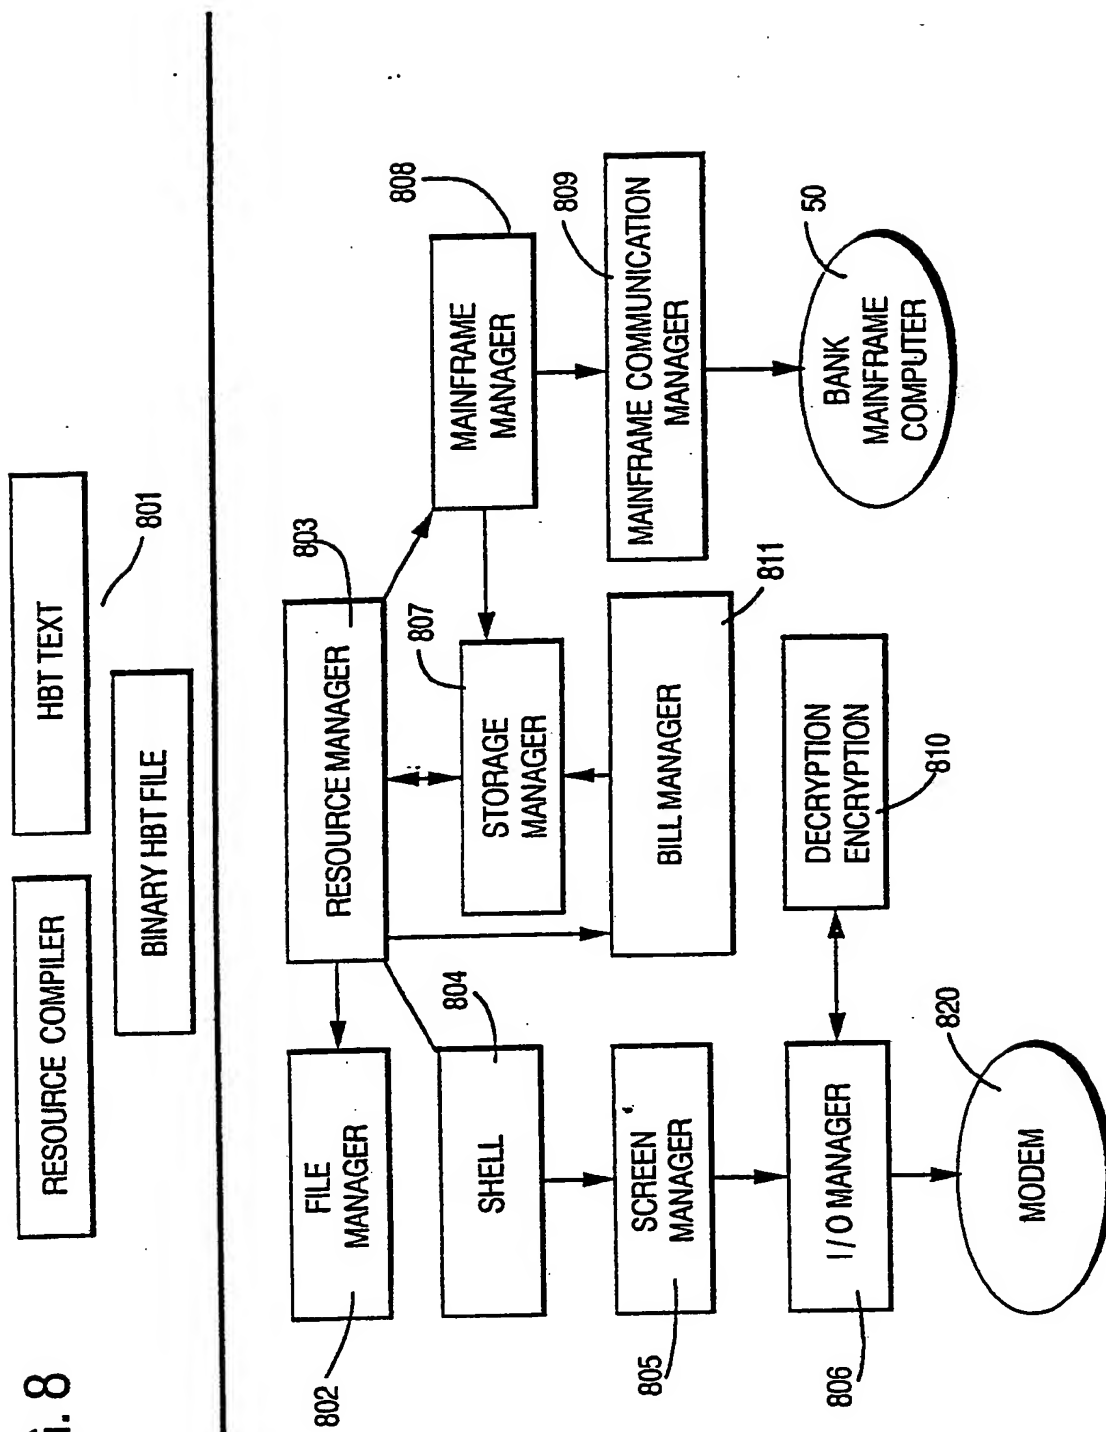 . 8
RESOURCE COMPILER
HBT TEXT
801
BINARY HBT FILE
803
RESOURCE MANAGER
808
MAINFRAME
MANAGER
802
FILE
MANAGER
807
STORAGE
MANAGER
804
SHELL
809
MAINFRAME COMMUNICATION
MANAGER
811
BILL MANAGER
805
SCREEN
MANAGER
50
BANK
MAINFRAME
COMPUTER
806
I/O MANAGER
DECRYPTION
ENCRYPTION
810
820
MODEM